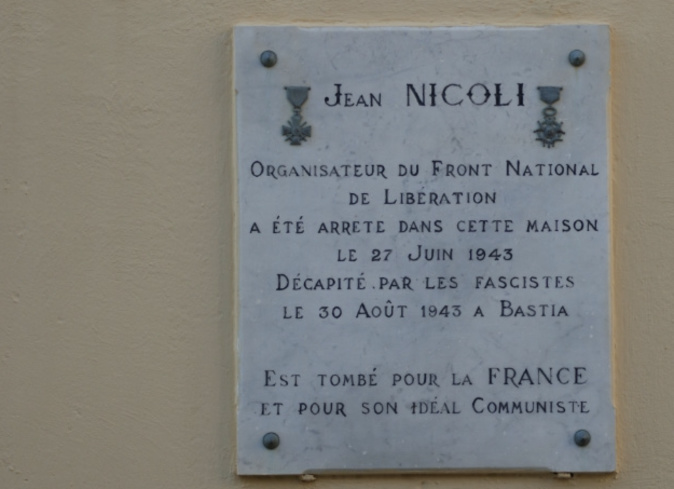 Jean NICOLI
Organisateur du Front National
de Libération
a été arrete dans cette maison
le 27 Juin 1943
Décapité par les fascistes
le 30 Août 1943 a Bastia
Est tombé pour la FRANCE
et pour son idéal Communiste